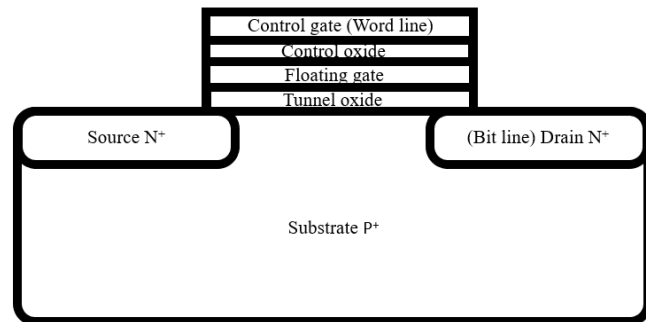 Control gate (Word line)
Control oxide
Floating gate
Tunnel oxide
Source N⁺
(Bit line) Drain N⁺
Substrate P⁺